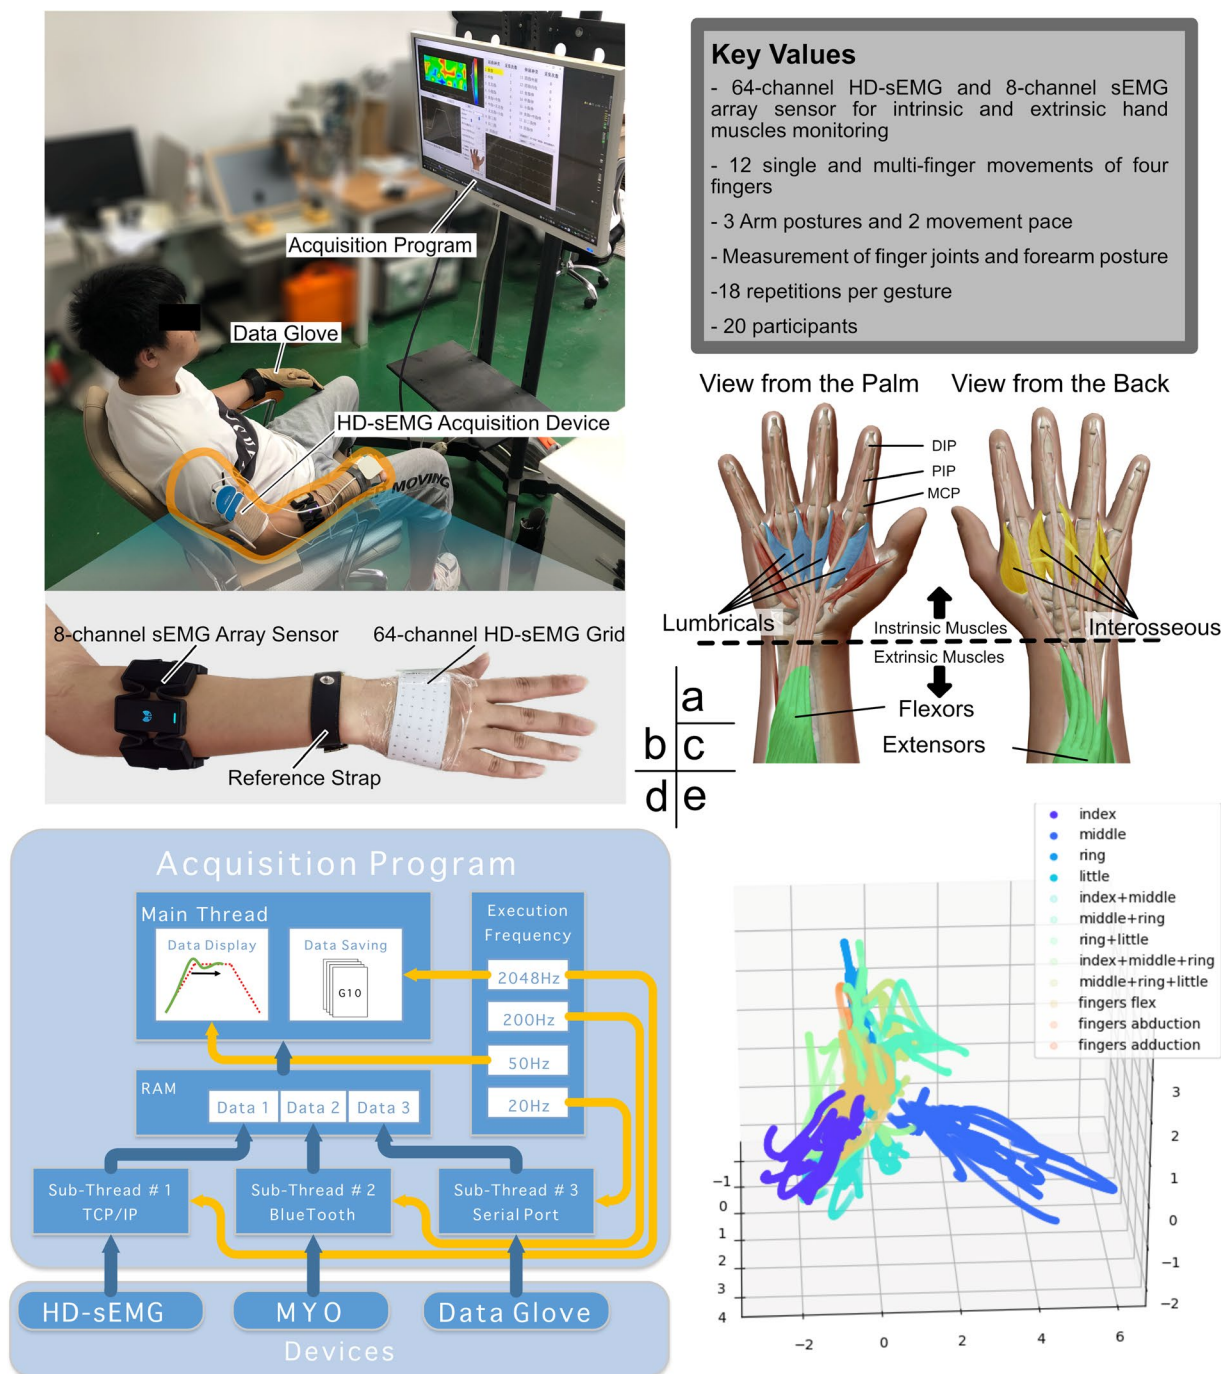 Acquisition Program
Data Glove
HD-sEMG Acquisition Device
MOVING
8-channel sEMG Array Sensor
64-channel HD-sEMG Grid
Reference Strap
Key Values
- 64-channel HD-sEMG and 8-channel sEMG
array sensor for intrinsic and extrinsic hand
muscles monitoring
- 12 single and multi-finger movements of four
fingers
- 3 Arm postures and 2 movement pace
- Measurement of finger joints and forearm posture
-18 repetitions per gesture
- 20 participants
View from the Palm
View from the Back
DIP
PIP
MCP
Lumbricals
Instrinsic Muscles
Interosseous
Extrinsic Muscles
Flexors
Extensors
a
b c
d e
Acquisition Program
Main Thread
Data Display
Data Saving
G10
Execution
Frequency
2048Hz
200Hz
50Hz
20Hz
RAM
Data 1
Data 2
Data 3
Sub-Thread # 1
TCP/IP
Sub-Thread # 2
BlueTooth
Sub-Thread # 3
Serial Port
HD-sEMG
MYO
Data Glove
Devices
index
middle
ring
little
index+middle
middle+ring
ring+little
index+middle+ring
middle+ring+little
fingers flex
fingers abduction
fingers adduction
3
2
1
0
−1
−2
−1
0
1
2
3
4
−2
0
2
4
6